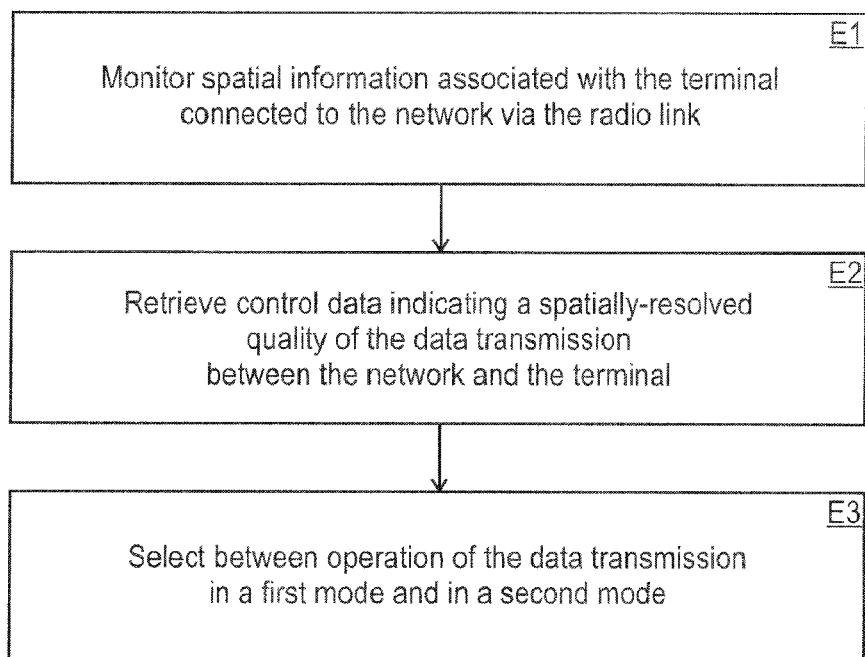 E1
Monitor spatial information associated with the terminal
connected to the network via the radio link
E2
Retrieve control data indicating a spatially-resolved
quality of the data transmission
between the network and the terminal
E3
Select between operation of the data transmission
in a first mode and in a second mode